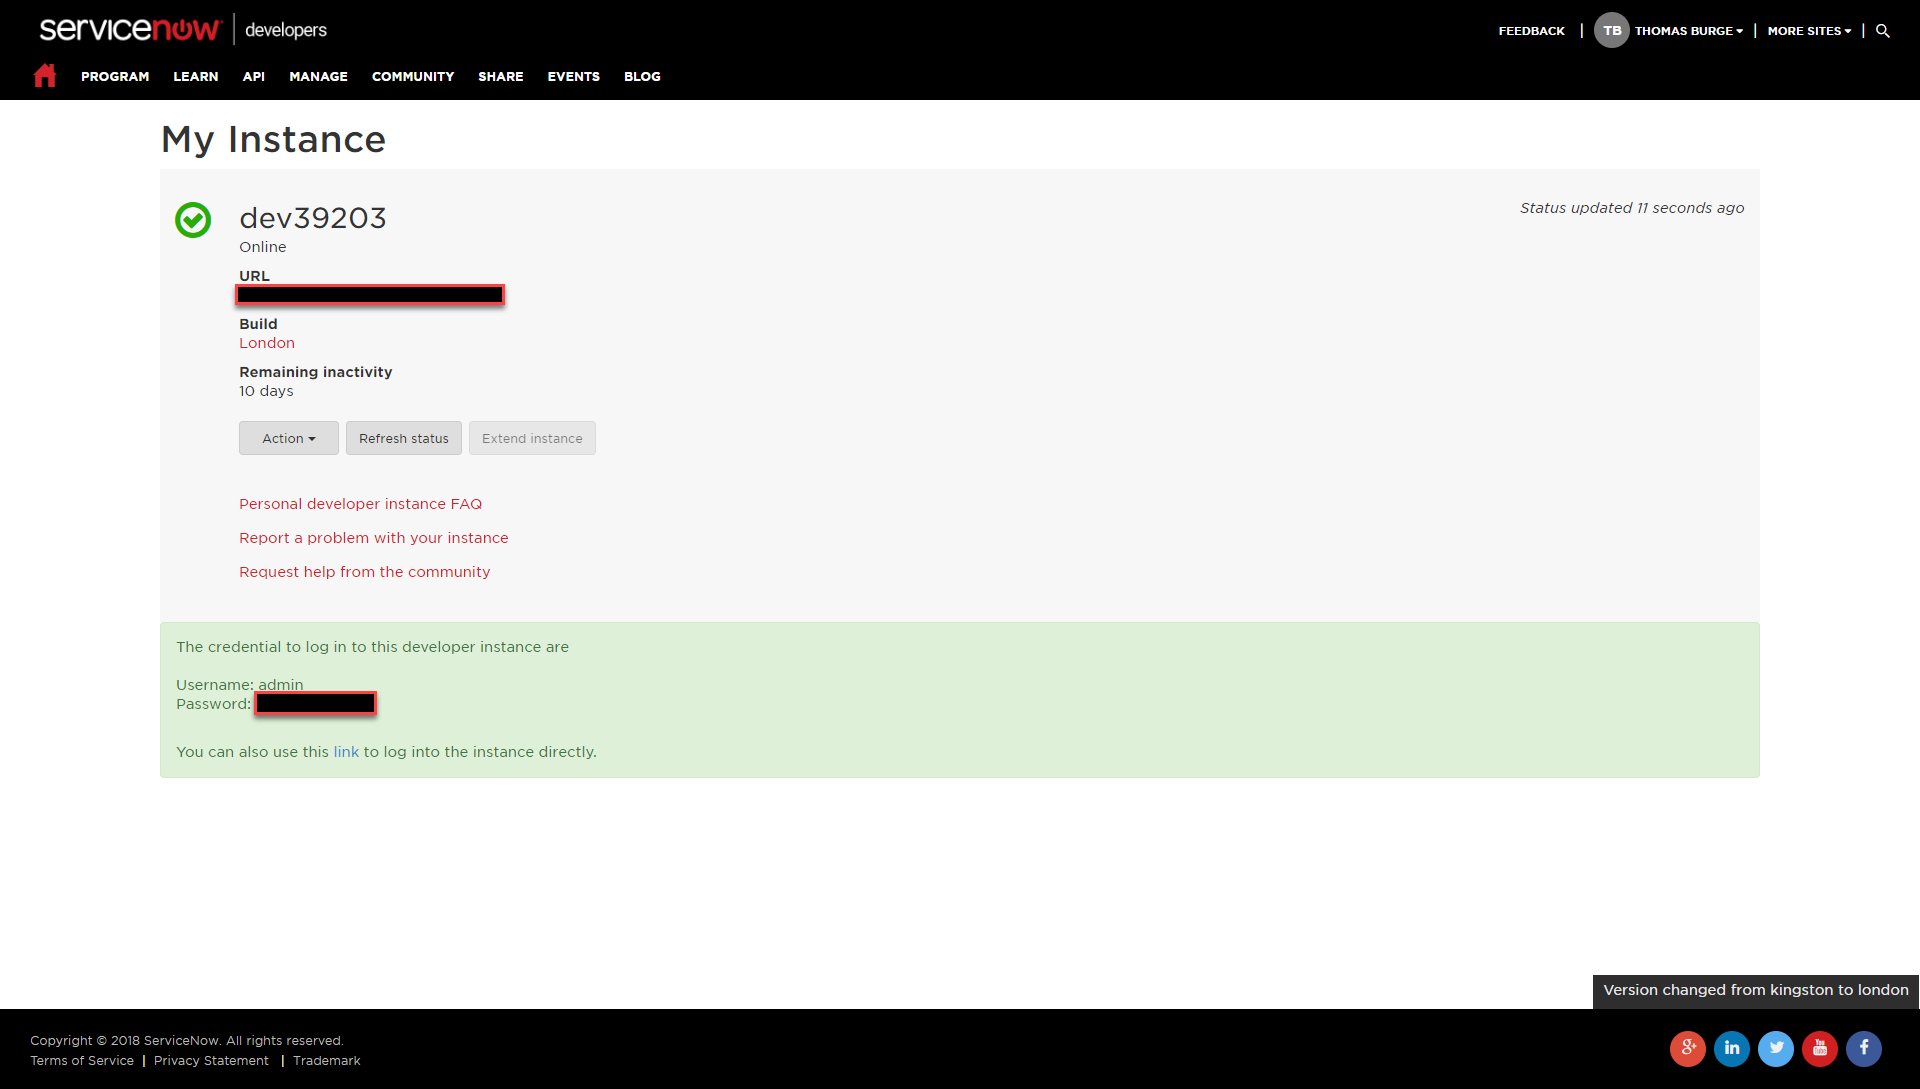 servicenow developers
FEEDBACK | TB THOMAS BURGE | MORE SITES |
PROGRAM LEARN API MANAGE COMMUNITY SHARE EVENTS BLOG
My Instance
dev39203
Status updated 11 seconds ago
Online
URL
Build
London
Remaining inactivity
10 days
Action Refresh status Extend instance
Personal developer instance FAQ
Report a problem with your instance
Request help from the community
The credential to log in to this developer instance are
Username: admin
Password:
You can also use this link to log into the instance directly.
Version changed from kingston to london
Copyright © 2018 ServiceNow. All rights reserved.
Terms of Service | Privacy Statement | Trademark
g+ in You Tube f